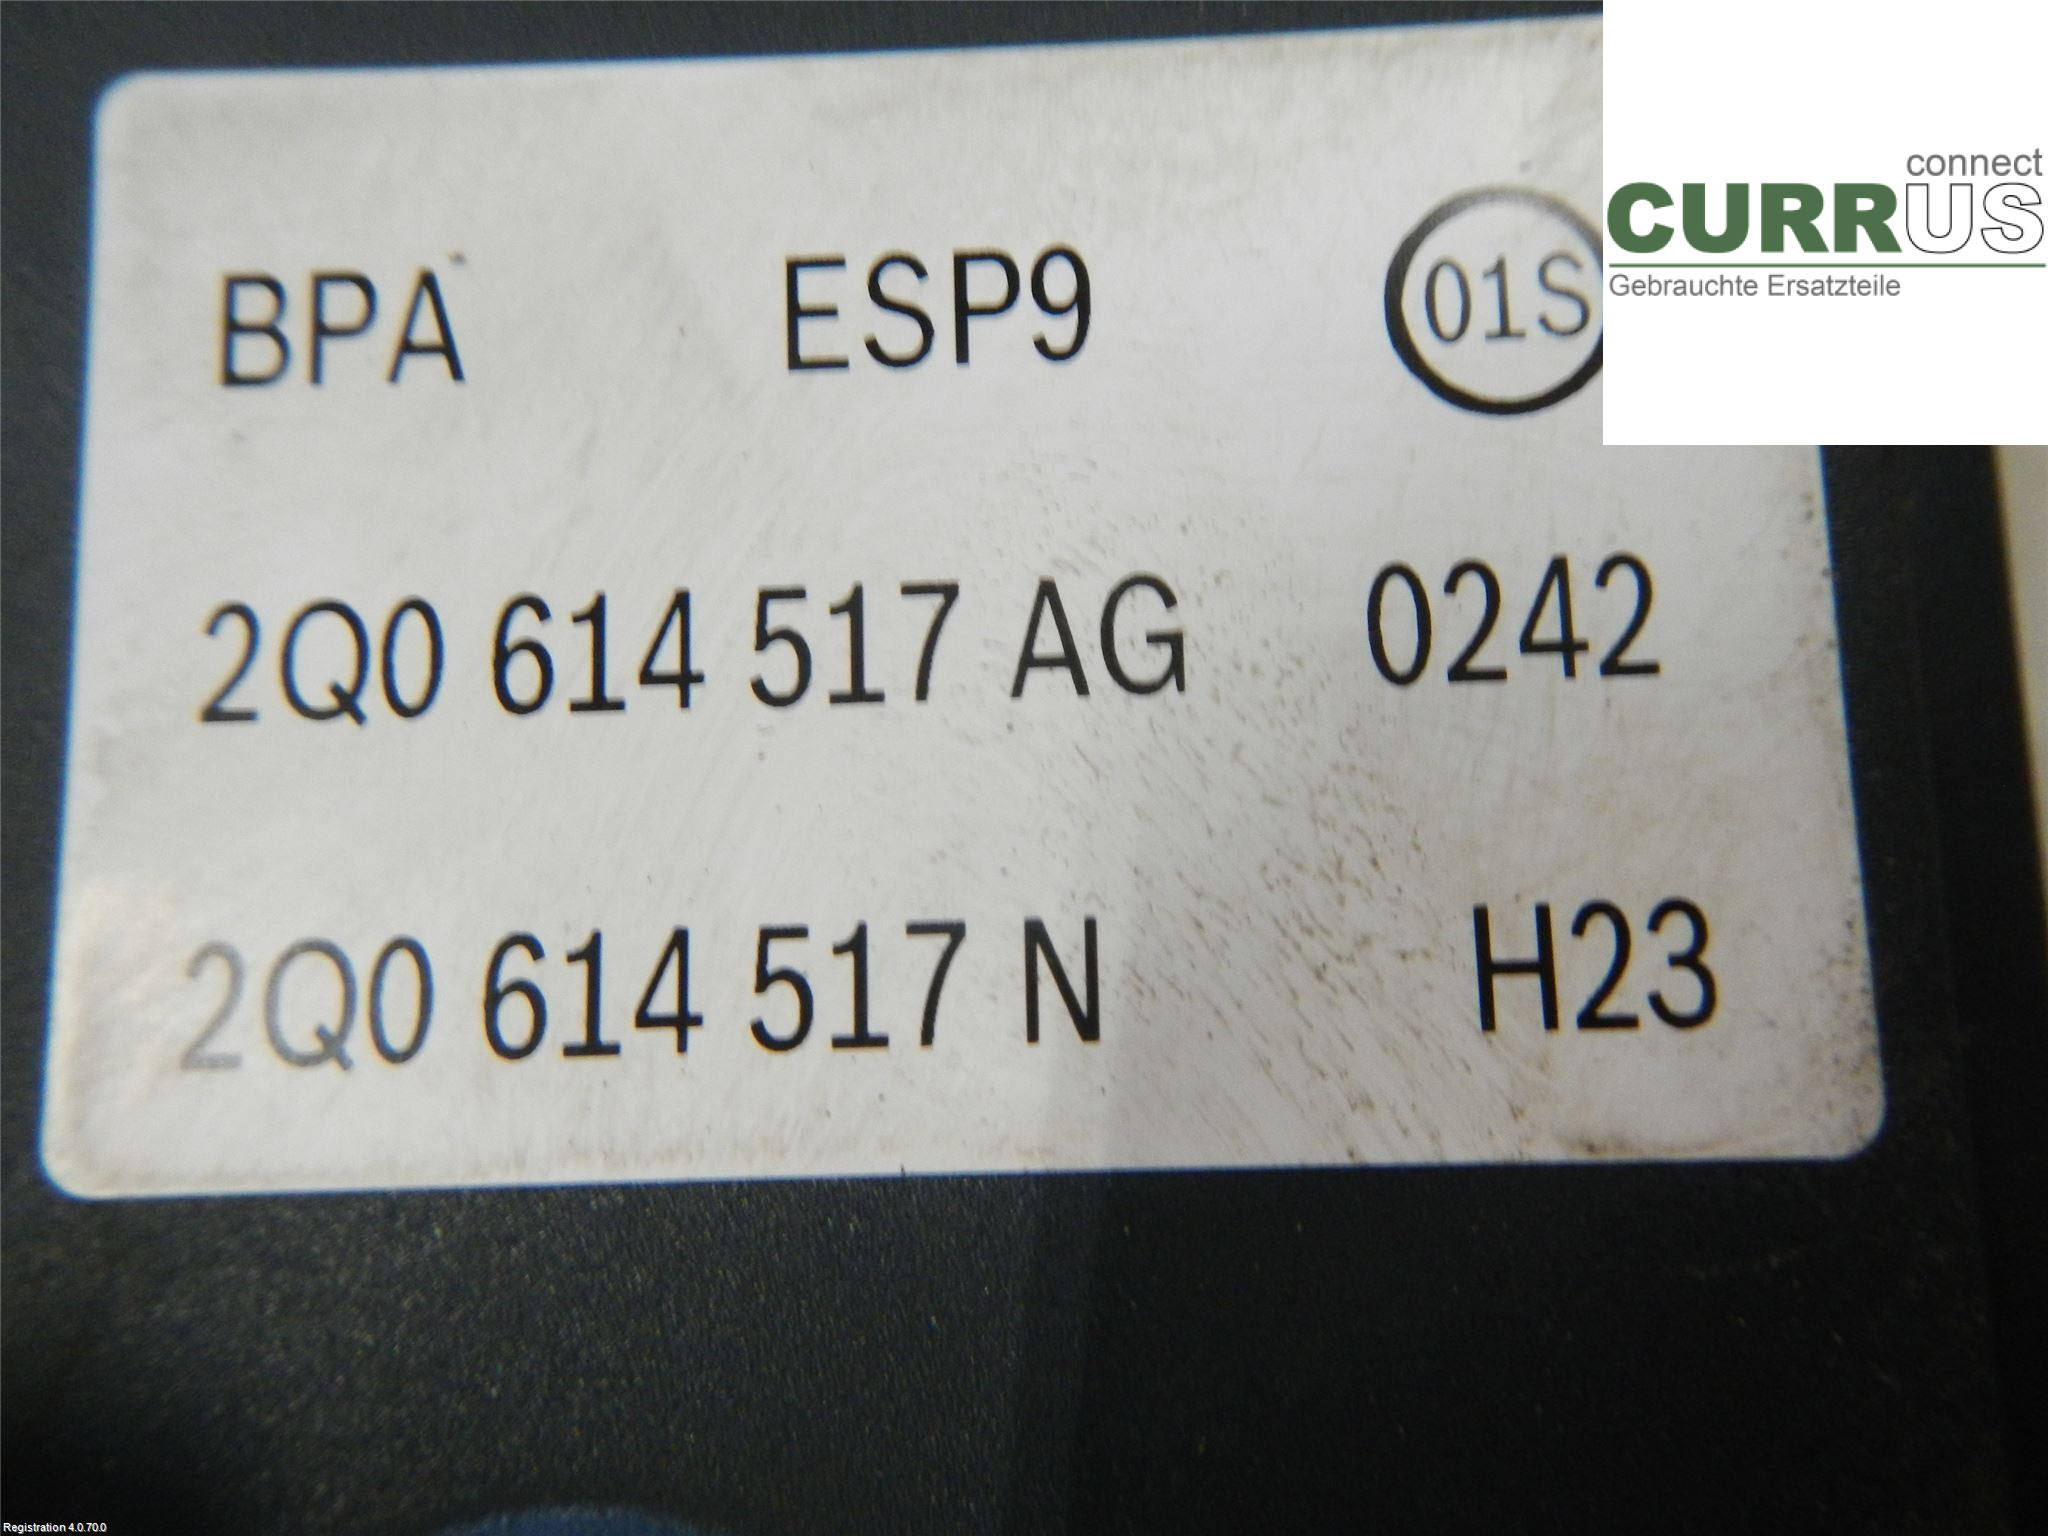 connect
CURRUS
Gebrauchte Ersatzteile
BPA ESP9 01S
2Q0 614 517 AG 0242
2Q0 614 517 N H23
Registration 4.0.70.0